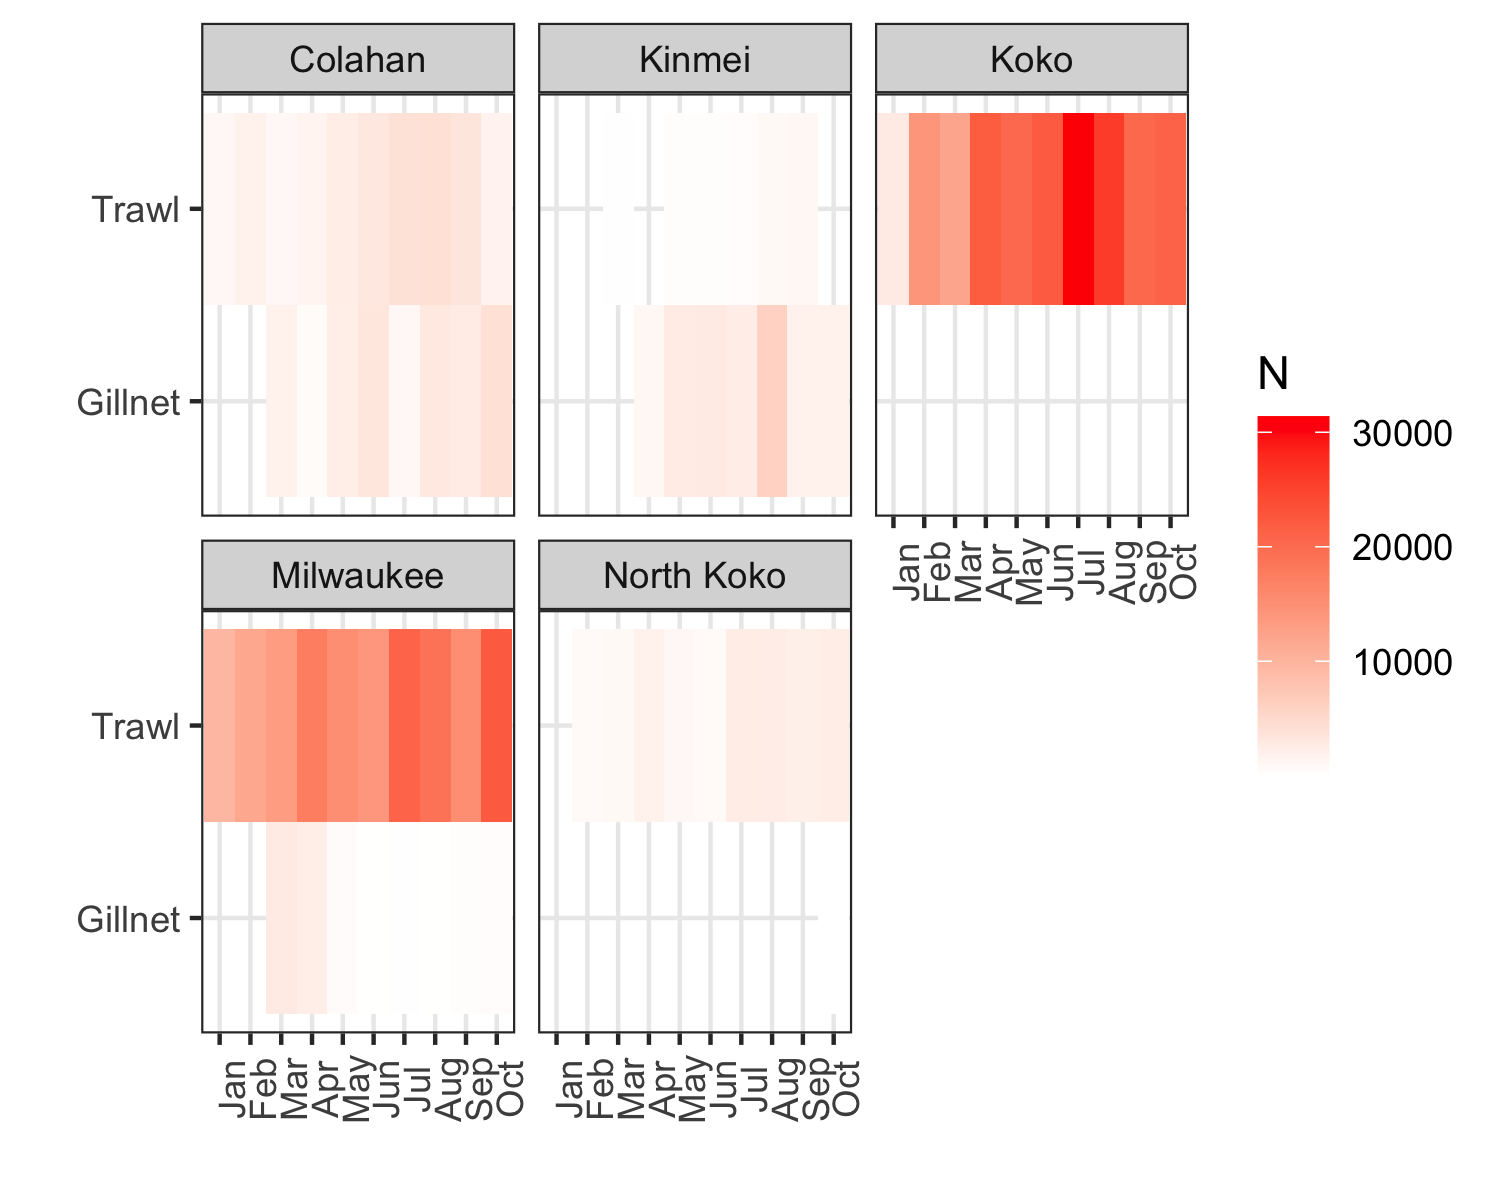 Colahan
Kinmei
Koko
Trawl
Gillnet
Jan
Feb
Mar
Apr
May
Jun
Jul
Aug
Sep
Oct
N
30000
20000
10000
Milwaukee
North Koko
Trawl
Gillnet
Jan
Feb
Mar
Apr
May
Jun
Jul
Aug
Sep
Oct
Jan
Feb
Mar
Apr
May
Jun
Jul
Aug
Sep
Oct